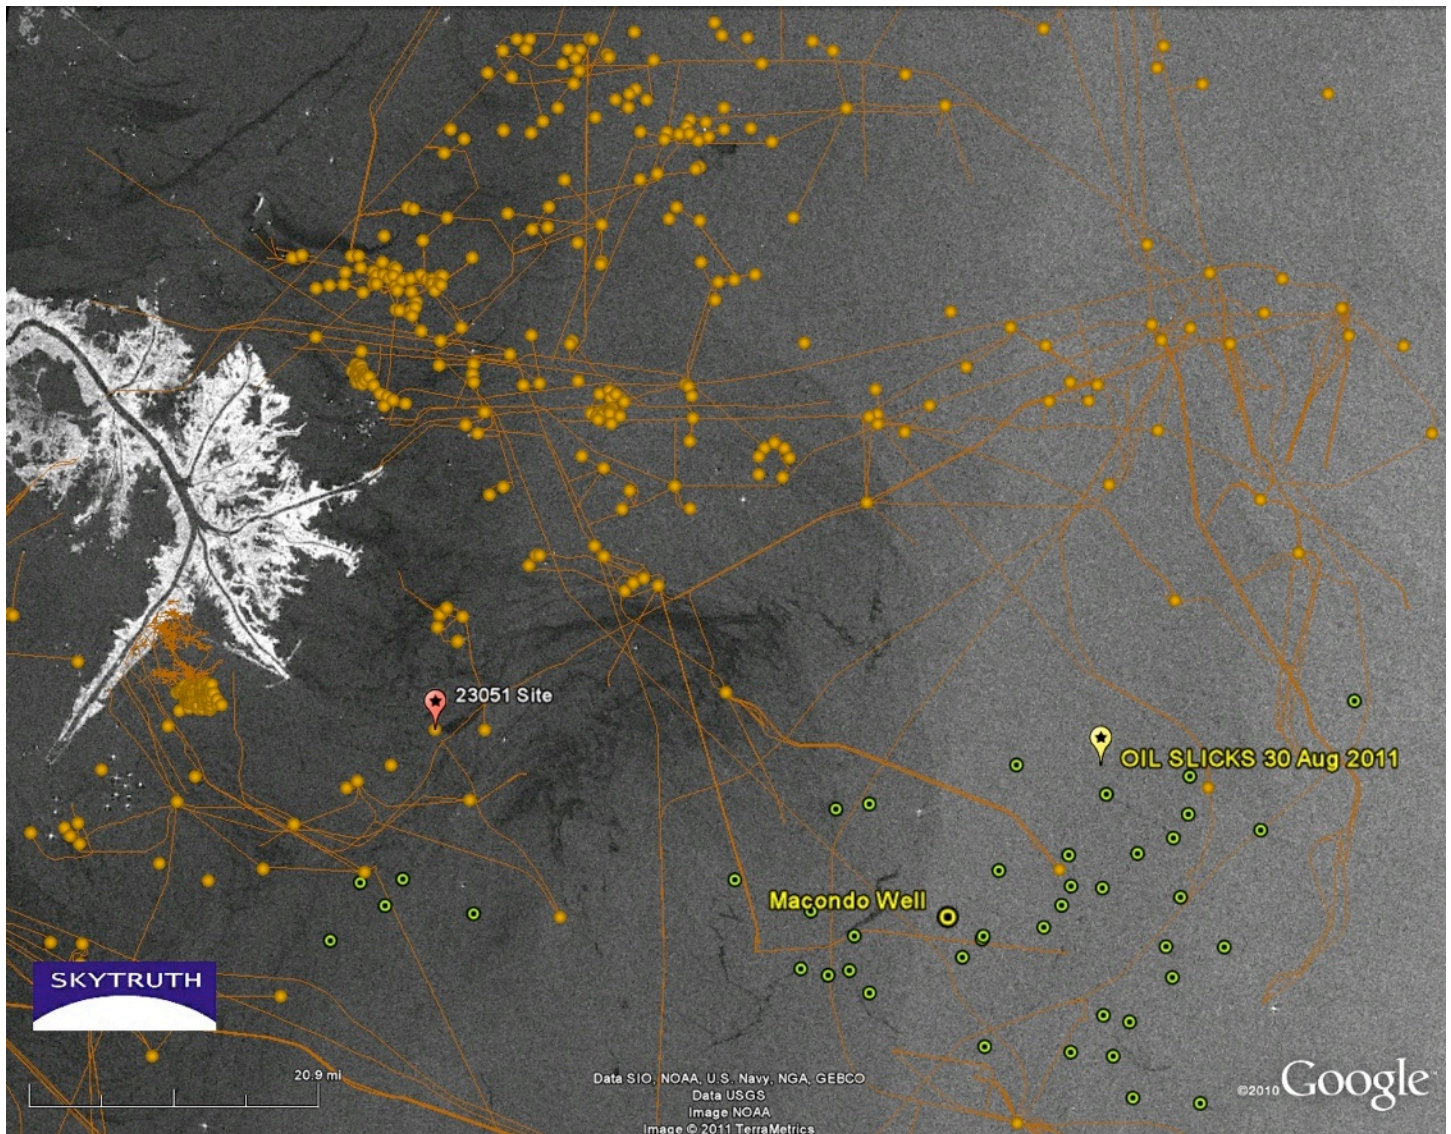 23051 Site
OIL SLICKS 30 Aug 2011
Macondo Well
SKYTRUTH
20.9 mi
Data SIO, NOAA, U.S. Navy, NGA, GEBCO
Data USGS
Image NOAA
Image © 2011 TerraMetrics
©2010 Google™